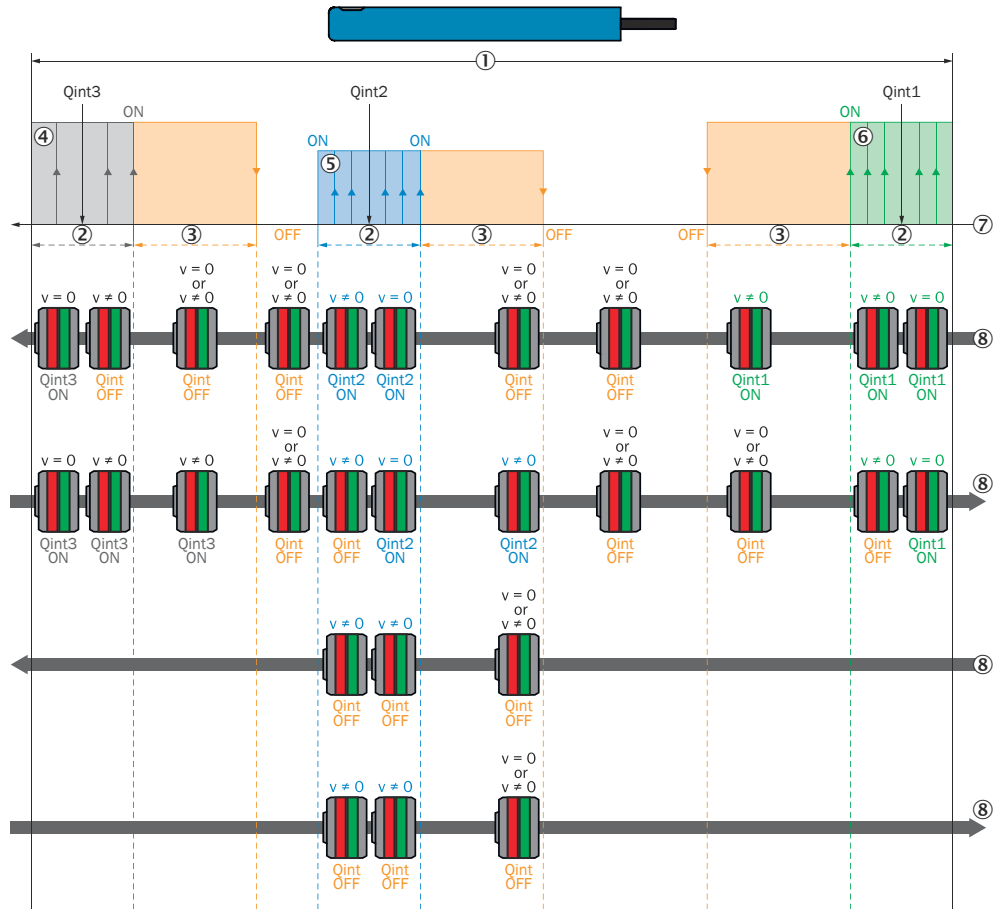 ①
Qint3 Qint2 Qint1
ON
④
ON ON
⑤
⑥
② ③ OFF ② ③ OFF OFF ③ ② ⑦
v = 0 v ≠ 0 v = 0 or v ≠ 0 v = 0 or v ≠ 0 v ≠ 0 v = 0 v = 0 or v ≠ 0 v = 0 or v ≠ 0 v ≠ 0 v ≠ 0 v = 0
⑧
Qint3 Qint Qint Qint Qint2 Qint2 Qint Qint Qint1 Qint1 Qint1
ON OFF OFF OFF ON ON OFF OFF ON ON ON
v = 0 v ≠ 0 v ≠ 0 v = 0 or v ≠ 0 v ≠ 0 v = 0 v ≠ 0 v = 0 or v ≠ 0 v = 0 or v ≠ 0 v ≠ 0 v = 0
⑧
Qint3 Qint3 Qint3 Qint Qint Qint2 Qint2 Qint Qint Qint Qint1
ON ON ON OFF OFF ON ON OFF OFF OFF ON
v ≠ 0 v ≠ 0 v = 0 or v ≠ 0
⑧
Qint Qint Qint
OFF OFF OFF
v ≠ 0 v ≠ 0 v = 0 or v ≠ 0
⑧
Qint Qint Qint
OFF OFF OFF